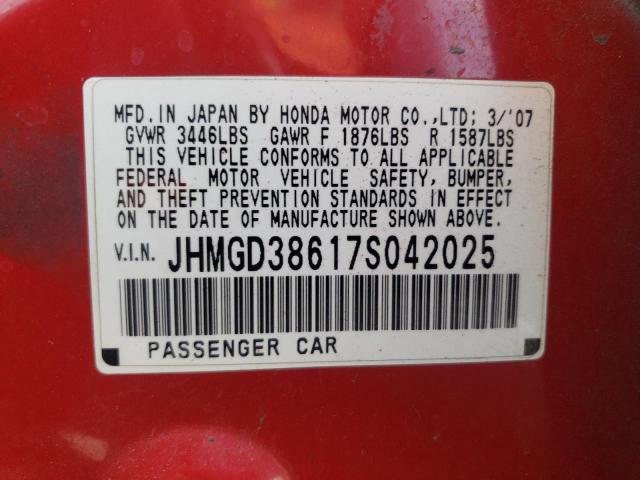 MFD. IN JAPAN BY HONDA MOTOR CO.,LTD; 3/'07
GVWR 3446LBS GAWR F 1876LBS R 1587LBS
THIS VEHICLE CONFORMS TO ALL APPLICABLE
FEDERAL MOTOR VEHICLE SAFETY, BUMPER,
AND THEFT PREVENTION STANDARDS IN EFFECT
ON THE DATE OF MANUFACTURE SHOWN ABOVE.
V.I.N. JHMGD38617S042025
PASSENGER CAR